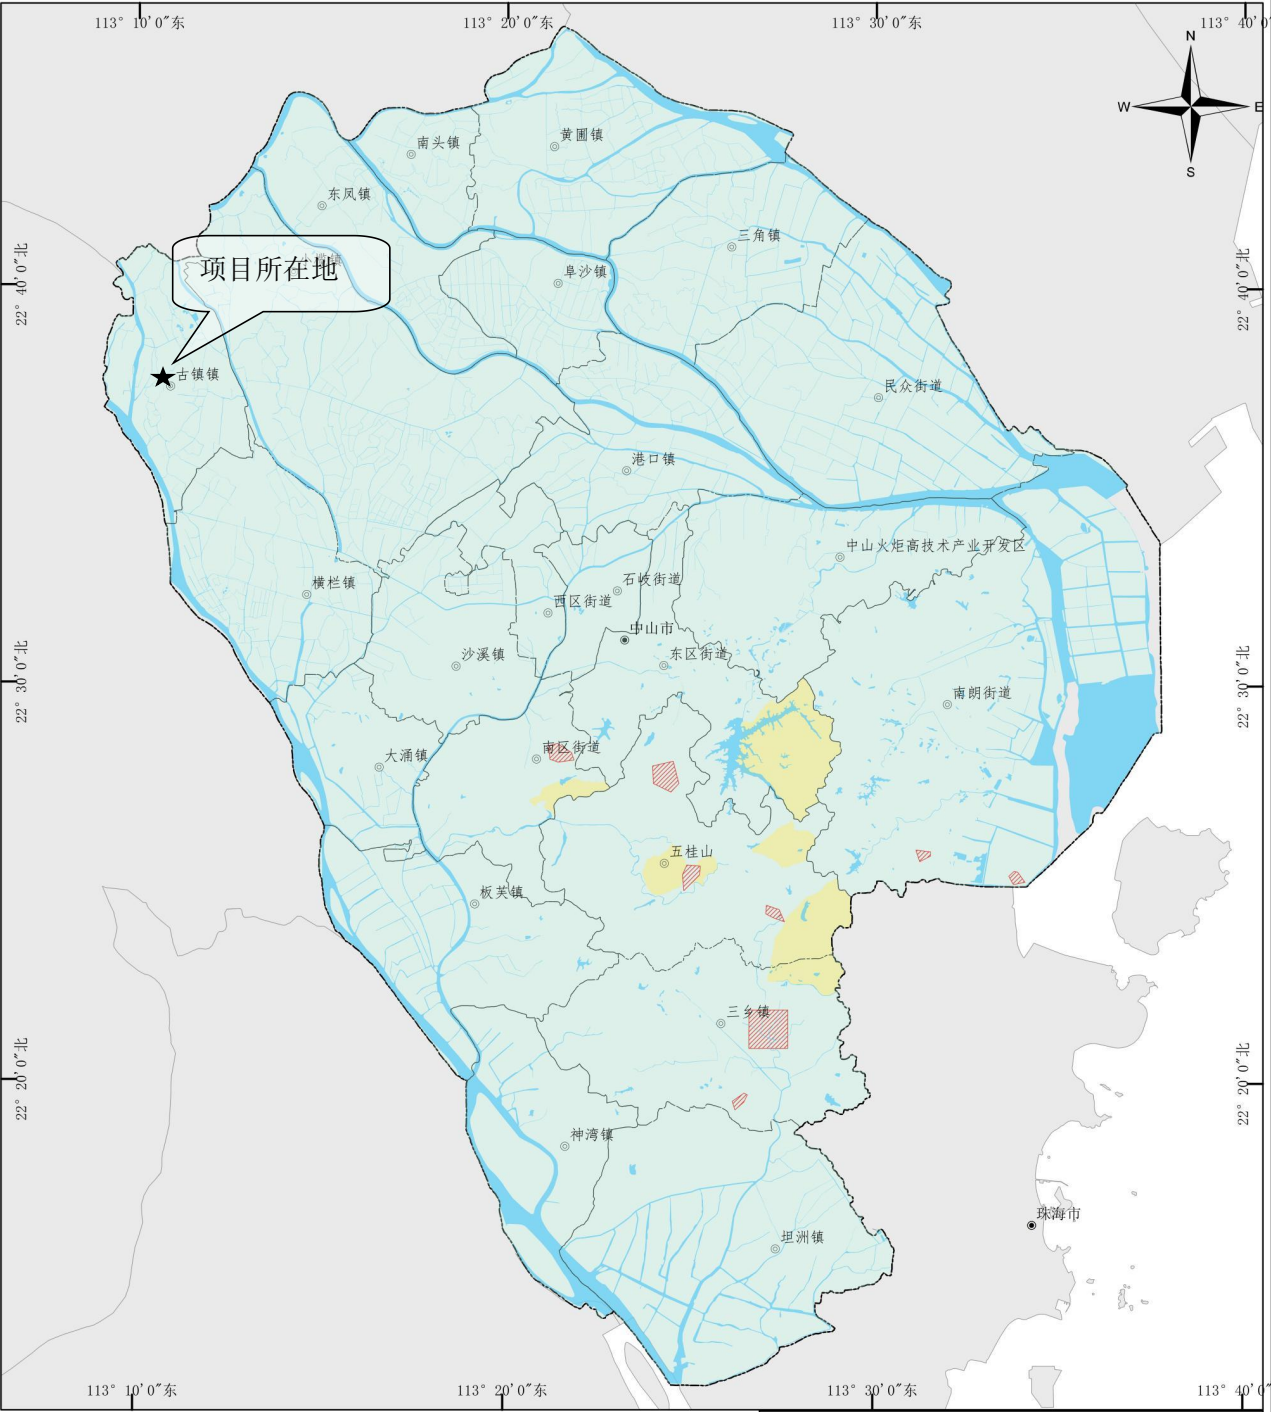 113° 10'0"东
113° 20'0"东
113° 30'0"东
113° 40'0"
N
W
E
S
南头镇
黄圃镇
东凤镇
三角镇
22° 40'0"北
22° 40'0"北
项目所在地
阜沙镇
古镇镇
民众街道
港口镇
中山火炬高技术产业开发区
横栏镇
石岐街道
西区街道
中山市
沙溪镇
东区街道
22° 30'0"北
22° 30'0"北
南朗街道
大涌镇
南区街道
五桂山
板芙镇
三乡镇
22° 20'0"北
22° 20'0"北
神湾镇
珠海市
坦洲镇
113° 10'0"东
113° 20'0"东
113° 30'0"东
113° 40'0"